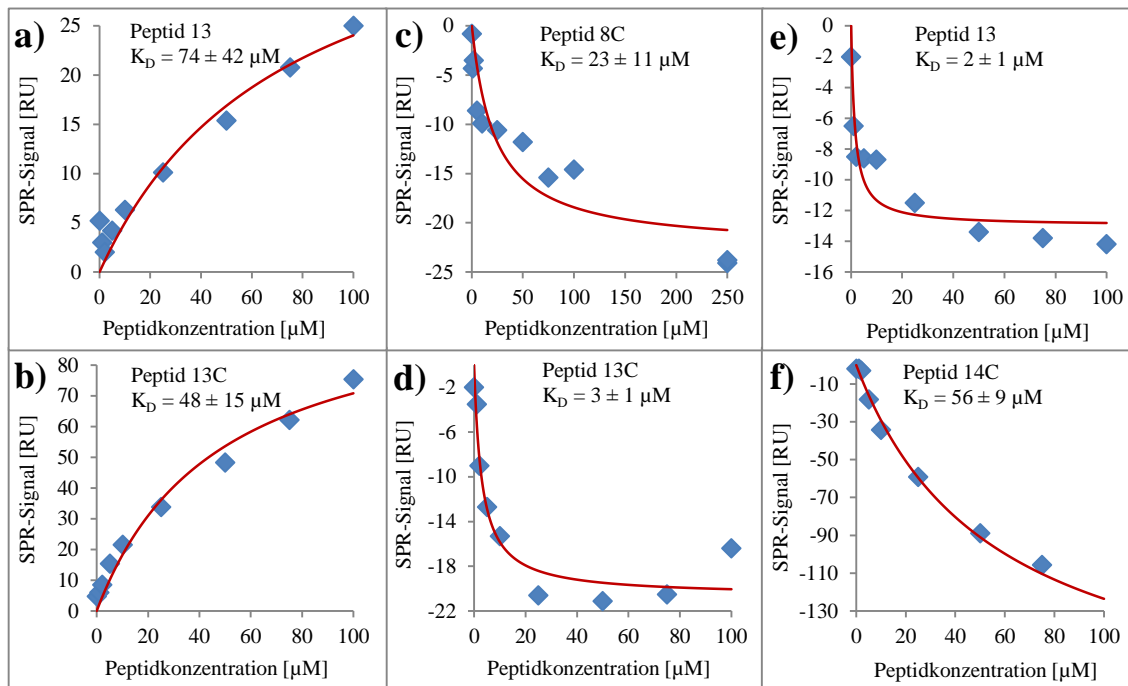 a)
Peptid 13
K_D = 74 ± 42 µM
SPR-Signal [RU]
25
20
15
10
5
0
0 20 40 60 80 100
Peptidkonzentration [µM]
c)
Peptid 8C
K_D = 23 ± 11 µM
SPR-Signal [RU]
0
-5
-10
-15
-20
-25
0 50 100 150 200 250
Peptidkonzentration [µM]
e)
Peptid 13
K_D = 2 ± 1 µM
SPR-Signal [RU]
0
-2
-4
-6
-8
-10
-12
-14
-16
0 20 40 60 80 100
Peptidkonzentration [µM]
b)
Peptid 13C
K_D = 48 ± 15 µM
SPR-Signal [RU]
80
70
60
50
40
30
20
10
0
0 20 40 60 80 100
Peptidkonzentration [µM]
d)
Peptid 13C
K_D = 3 ± 1 µM
SPR-Signal [RU]
-2
-6
-10
-14
-18
-22
0 20 40 60 80 100
Peptidkonzentration [µM]
f)
Peptid 14C
K_D = 56 ± 9 µM
SPR-Signal [RU]
-10
-30
-50
-70
-90
-110
-130
0 20 40 60 80 100
Peptidkonzentration [µM]